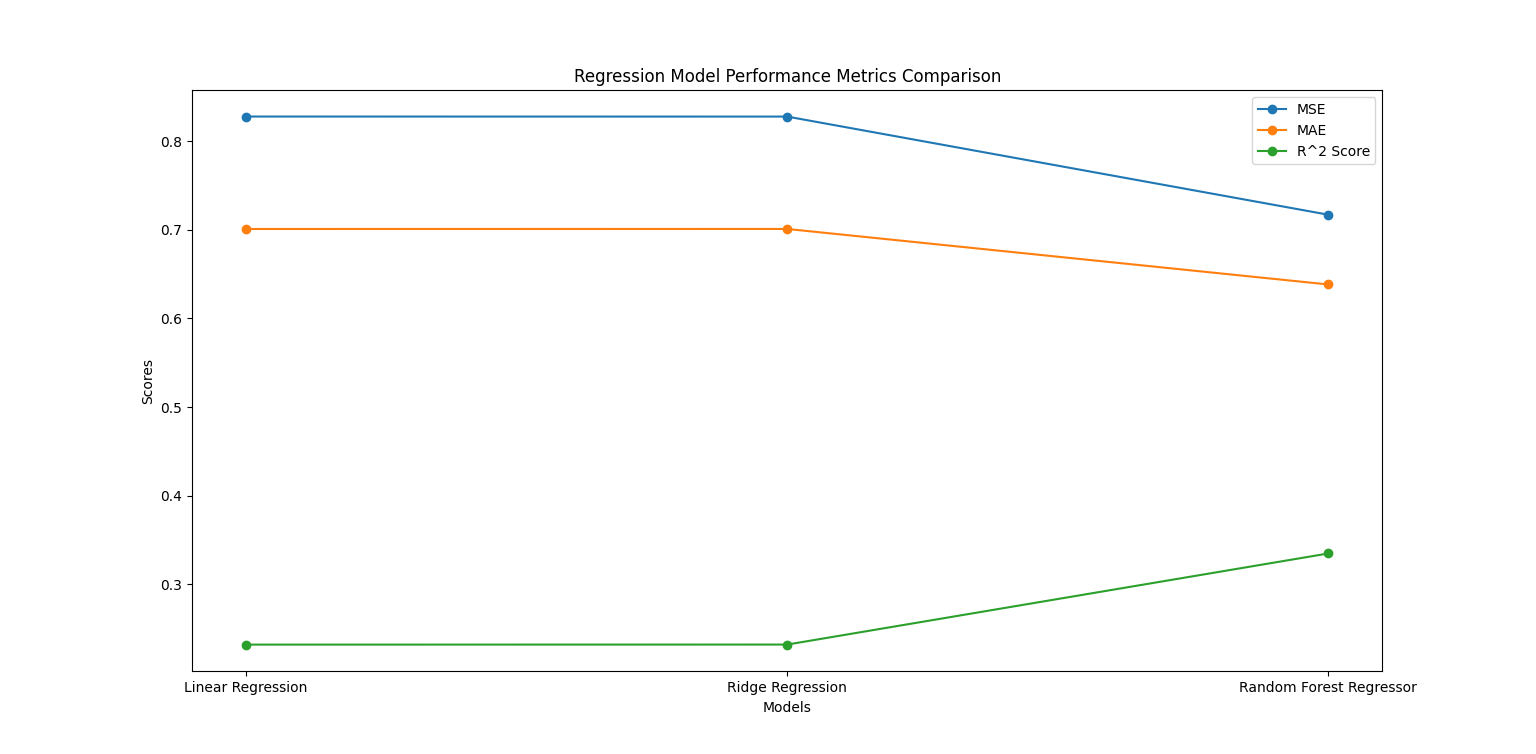 Regression Model Performance Metrics Comparison
MSE
MAE
R^2 Score
0.8
0.7
0.6
0.5
0.4
0.3
Scores
Linear Regression
Ridge Regression
Random Forest Regressor
Models